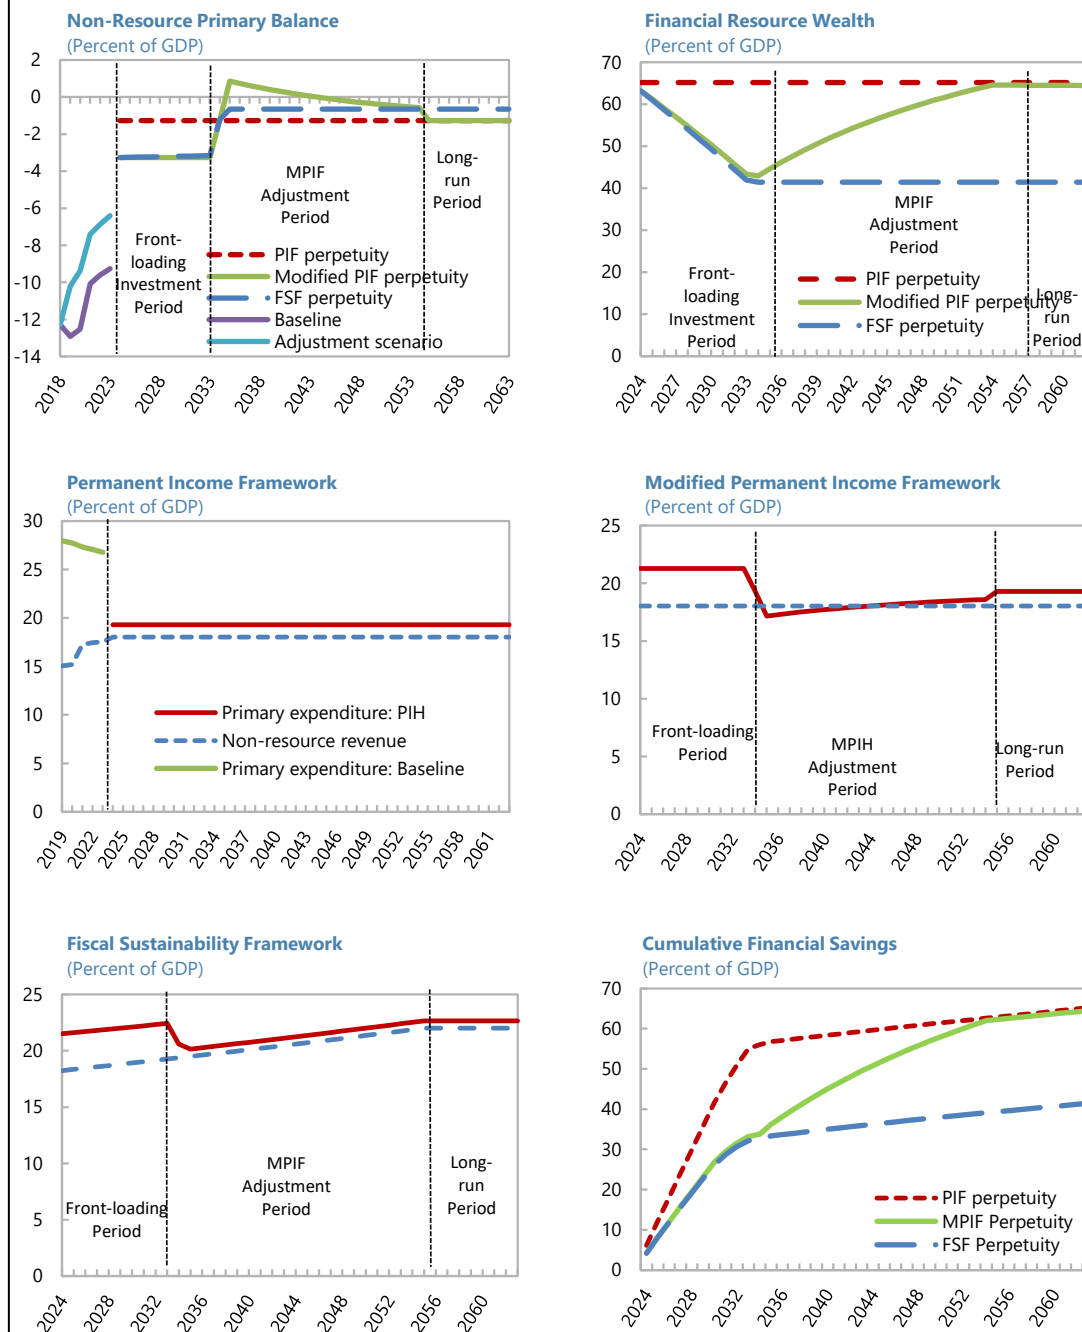 Non-Resource Primary Balance
(Percent of GDP)
2
0
-2
-4
-6
-8
-10
-12
-14
Front-
loading
Investment
Period
MPIF
Adjustment
Period
Long-
run
Period
PIF perpetuity
Modified PIF perpetuity
FSF perpetuity
Baseline
Adjustment scenario
2018
2023
2028
2033
2038
2043
2048
2053
2058
2063
Financial Resource Wealth
(Percent of GDP)
70
60
50
40
30
20
10
0
Front-
loading
Investment
Period
MPIF
Adjustment
Period
Long-
run
Period
PIF perpetuity
Modified PIF perpetuity
FSF perpetuity
2024
2027
2030
2033
2036
2039
2042
2045
2048
2051
2054
2057
2060
Permanent Income Framework
(Percent of GDP)
30
25
20
15
10
5
0
Primary expenditure: PIH
Non-resource revenue
Primary expenditure: Baseline
2019
2022
2025
2028
2031
2034
2037
2040
2043
2046
2049
2052
2055
2058
2061
Modified Permanent Income Framework
(Percent of GDP)
25
20
15
10
5
0
Front-loading
Period
MPIH
Adjustment
Period
Long-run
Period
2024
2028
2032
2036
2040
2044
2048
2052
2056
2060
Fiscal Sustainability Framework
(Percent of GDP)
25
20
15
10
5
0
Front-loading
Period
MPIF
Adjustment
Period
Long-
run
Period
2024
2028
2032
2036
2040
2044
2048
2052
2056
2060
Cumulative Financial Savings
(Percent of GDP)
70
60
50
40
30
20
10
0
PIF perpetuity
MPIF Perpetuity
FSF Perpetuity
2024
2028
2032
2036
2040
2044
2048
2052
2056
2060